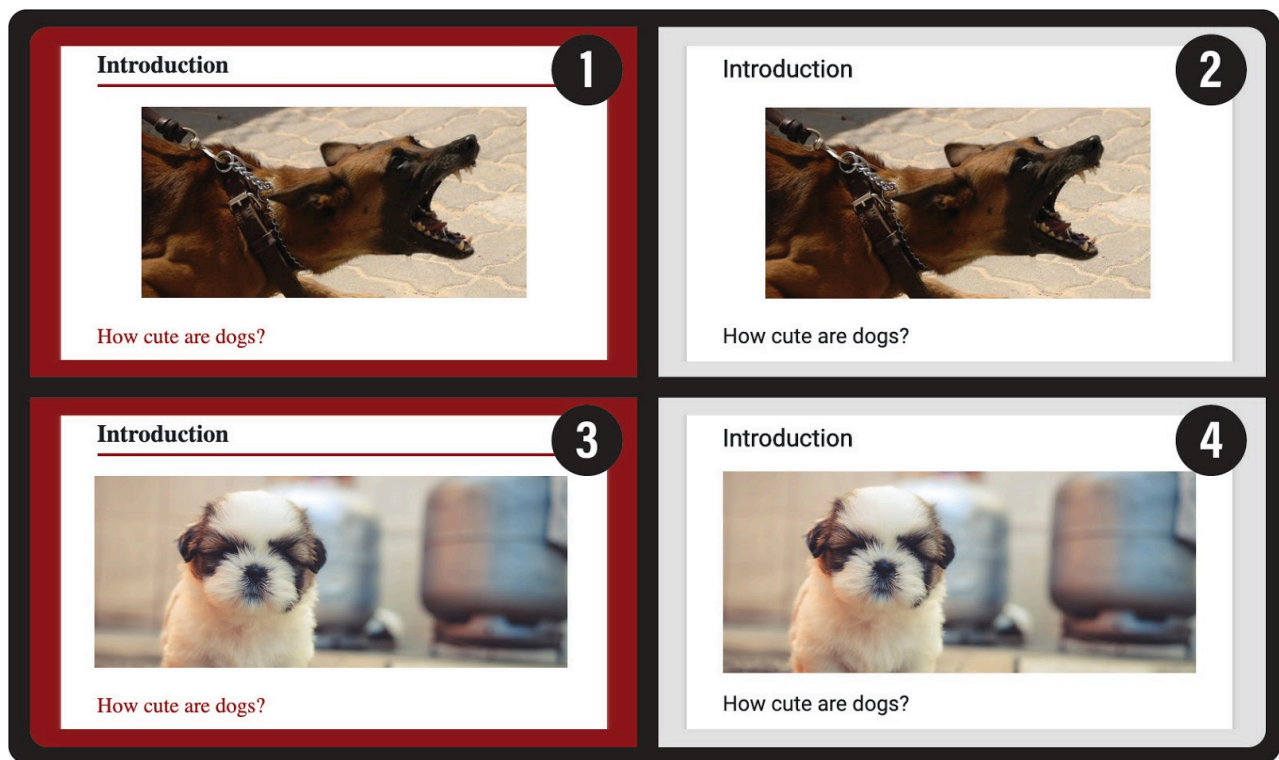 Introduction
1
How cute are dogs?
Introduction
2
How cute are dogs?
Introduction
3
How cute are dogs?
Introduction
4
How cute are dogs?